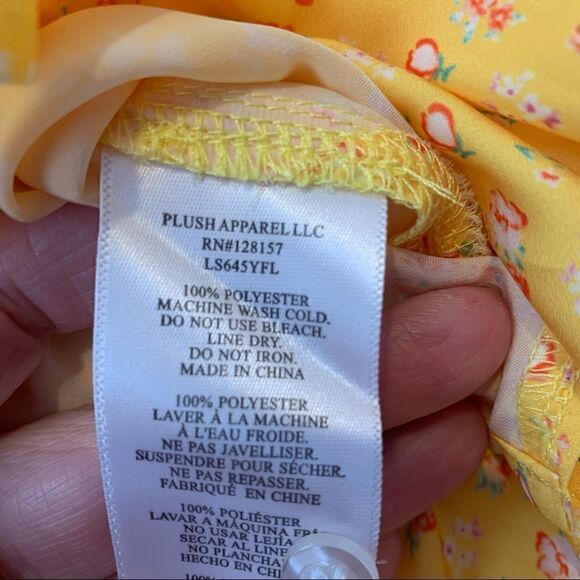 PLUSH APPAREL LLC
RN#128157
LS645YFL
100% POLYESTER
MACHINE WASH COLD.
DO NOT USE BLEACH.
LINE DRY.
DO NOT IRON.
MADE IN CHINA
100% POLYESTER
LAVER À LA MACHINE
À L'EAU FROIDE.
NE PAS JAVELLISER.
SUSPENDRE POUR SÉCHER.
NE PAS REPASSER.
FABRIQUÉ EN CHINE
100% POLIÉSTER
LAVAR A MÁQUINA
NO USAR LEJÍA
SECAR AL
NO
HECHO EN